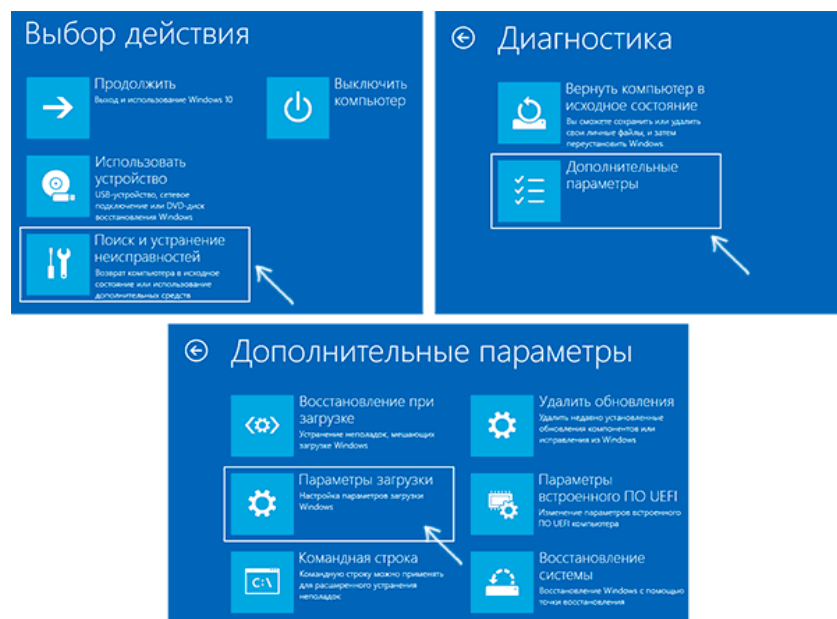 Выбор действия
Продолжить
Выход и использование Windows 10
Выключить
компьютер
Использовать
устройство
USB-устройство, сетевое
подключение или DVD-диск
восстановления Windows
Поиск и устранение
неисправностей
Возврат компьютера в исходное
состояние или использование
дополнительных средств
Диагностика
Вернуть компьютер в
исходное состояние
Вы сможете сохранить или удалить
свои личные файлы, и затем
переустановить Windows.
Дополнительные
параметры
Дополнительные параметры
Восстановление при
загрузке
Устранение неполадок, мешающих
загрузке Windows
Удалить обновления
Удалить недавно установленные
обновления компонентов или
исправления из Windows
Параметры загрузки
Настройка параметров загрузки
Windows
Параметры
встроенного ПО UEFI
Изменение параметров встроенного
ПО UEFI компьютера
C:\
Командная строка
Командную строку можно применять
для расширенного устранения
неполадок
Восстановление
системы
Восстановление Windows с помощью
точки восстановления